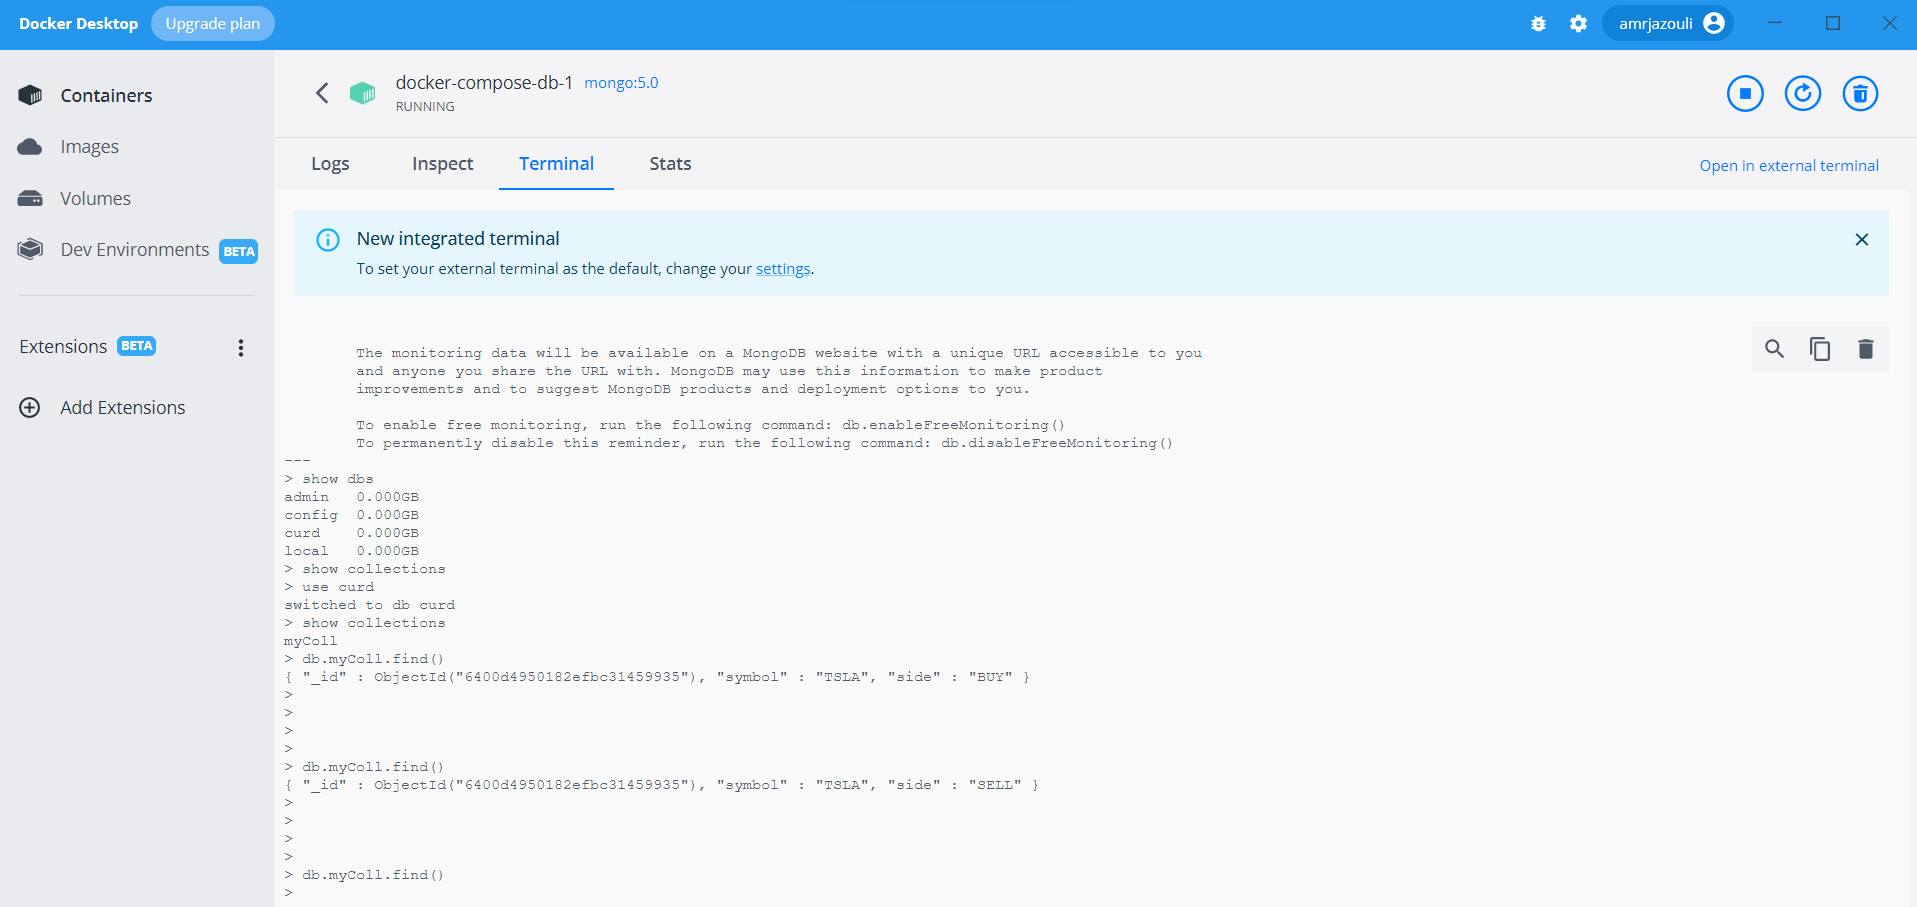 Docker Desktop Upgrade plan amrjazouli
Containers
Images
Volumes
Dev Environments BETA
Extensions BETA
Add Extensions
docker-compose-db-1 mongo:5.0
RUNNING
Logs Inspect Terminal Stats Open in external terminal
New integrated terminal
To set your external terminal as the default, change your settings.
The monitoring data will be available on a MongoDB website with a unique URL accessible to you
and anyone you share the URL with. MongoDB may use this information to make product
improvements and to suggest MongoDB products and deployment options to you.
To enable free monitoring, run the following command: db.enableFreeMonitoring()
To permanently disable this reminder, run the following command: db.disableFreeMonitoring()
---
> show dbs
admin 0.000GB
config 0.000GB
curd 0.000GB
local 0.000GB
> show collections
> use curd
switched to db curd
> show collections
myColl
> db.myColl.find()
{ "_id" : ObjectId("6400d4950182efbc31459935"), "symbol" : "TSLA", "side" : "BUY" }
>
>
>
>
> db.myColl.find()
{ "_id" : ObjectId("6400d4950182efbc31459935"), "symbol" : "TSLA", "side" : "SELL" }
>
>
>
>
> db.myColl.find()
>